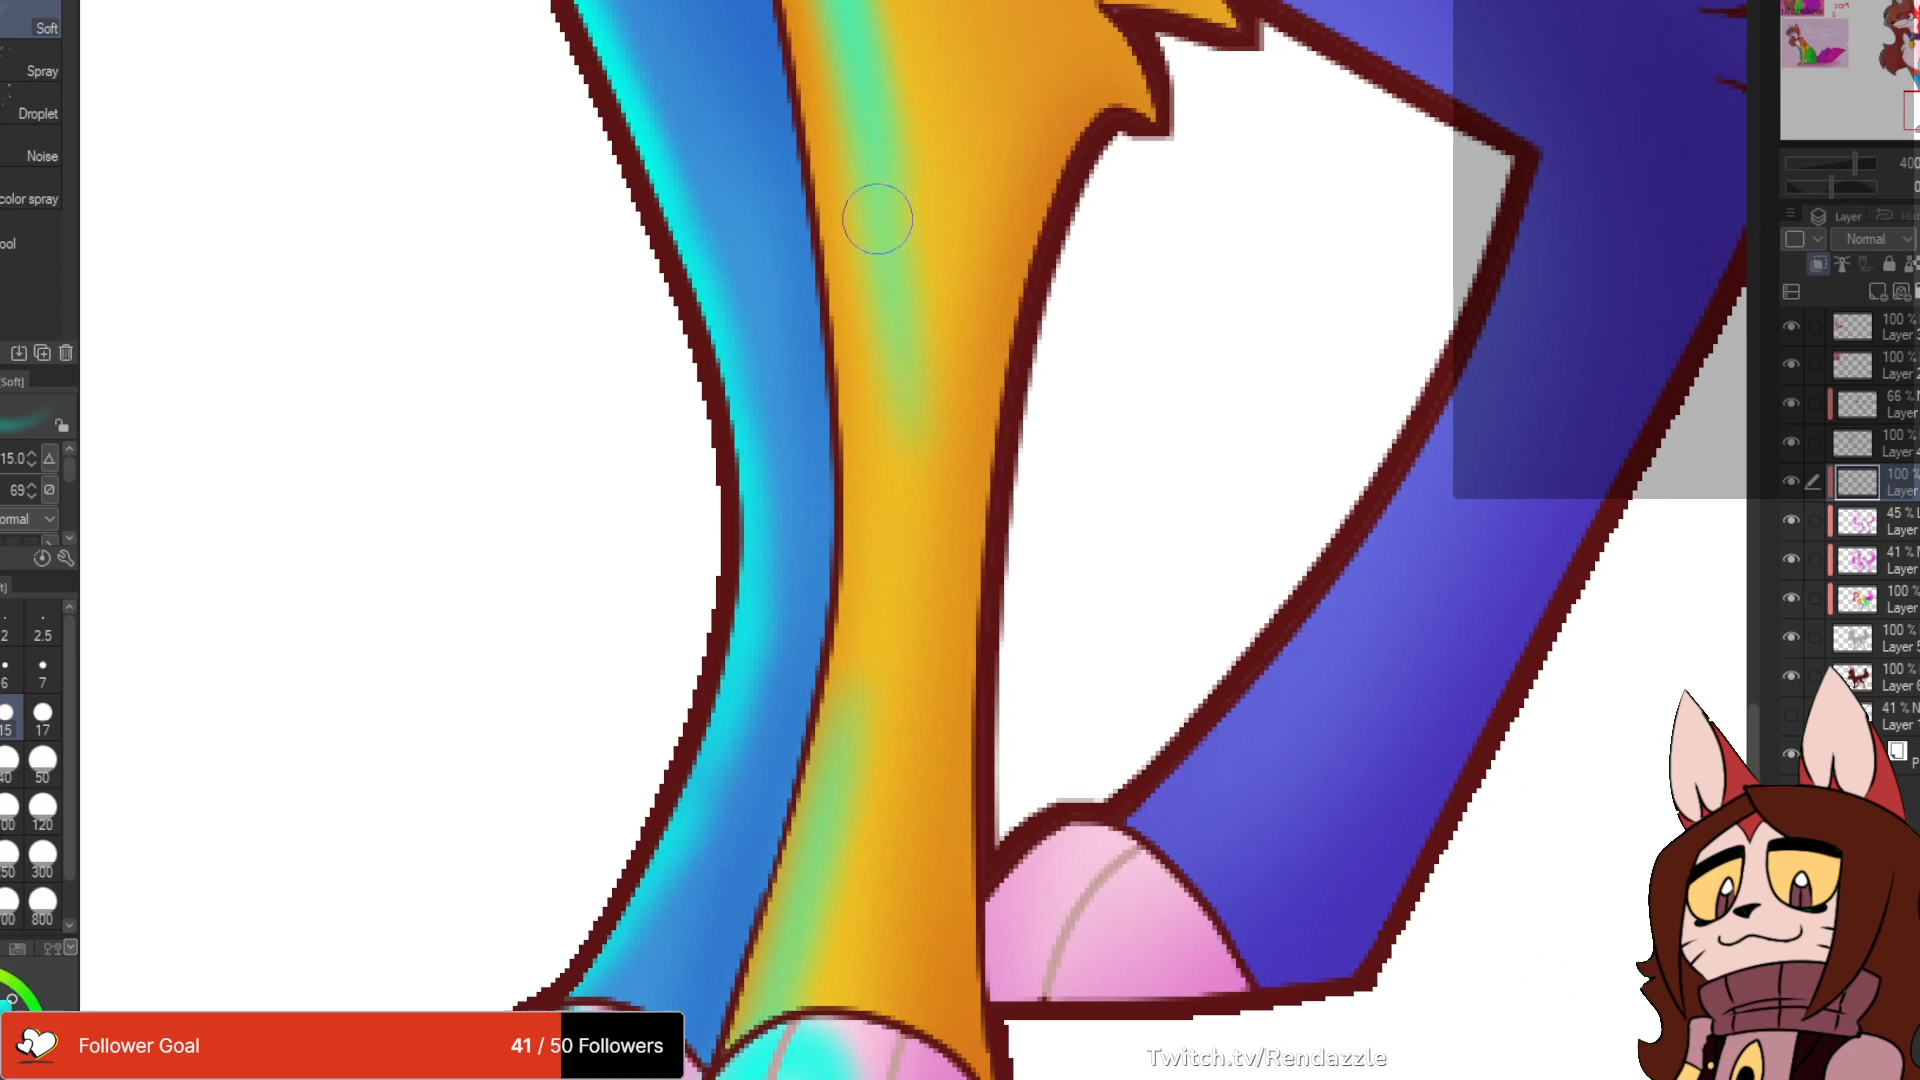 Soft
Spray
Droplet
Noise
color spray
ool
[Soft]
15.0
69
ormal
2
2.5
6
7
15
17
40
50
00
120
250
300
00
800
400
0
Layer
Normal
100 %
Layer
100 %
Layer
66 %
Layer
100 %
Layer
100 %
Layer
45 %
Layer
41 %
Layer
100 %
Layer
100 %
Layer
100 %
Layer
41 %
Layer
P
Follower Goal
41 / 50 Followers
Twitch.tv/Rendazzle